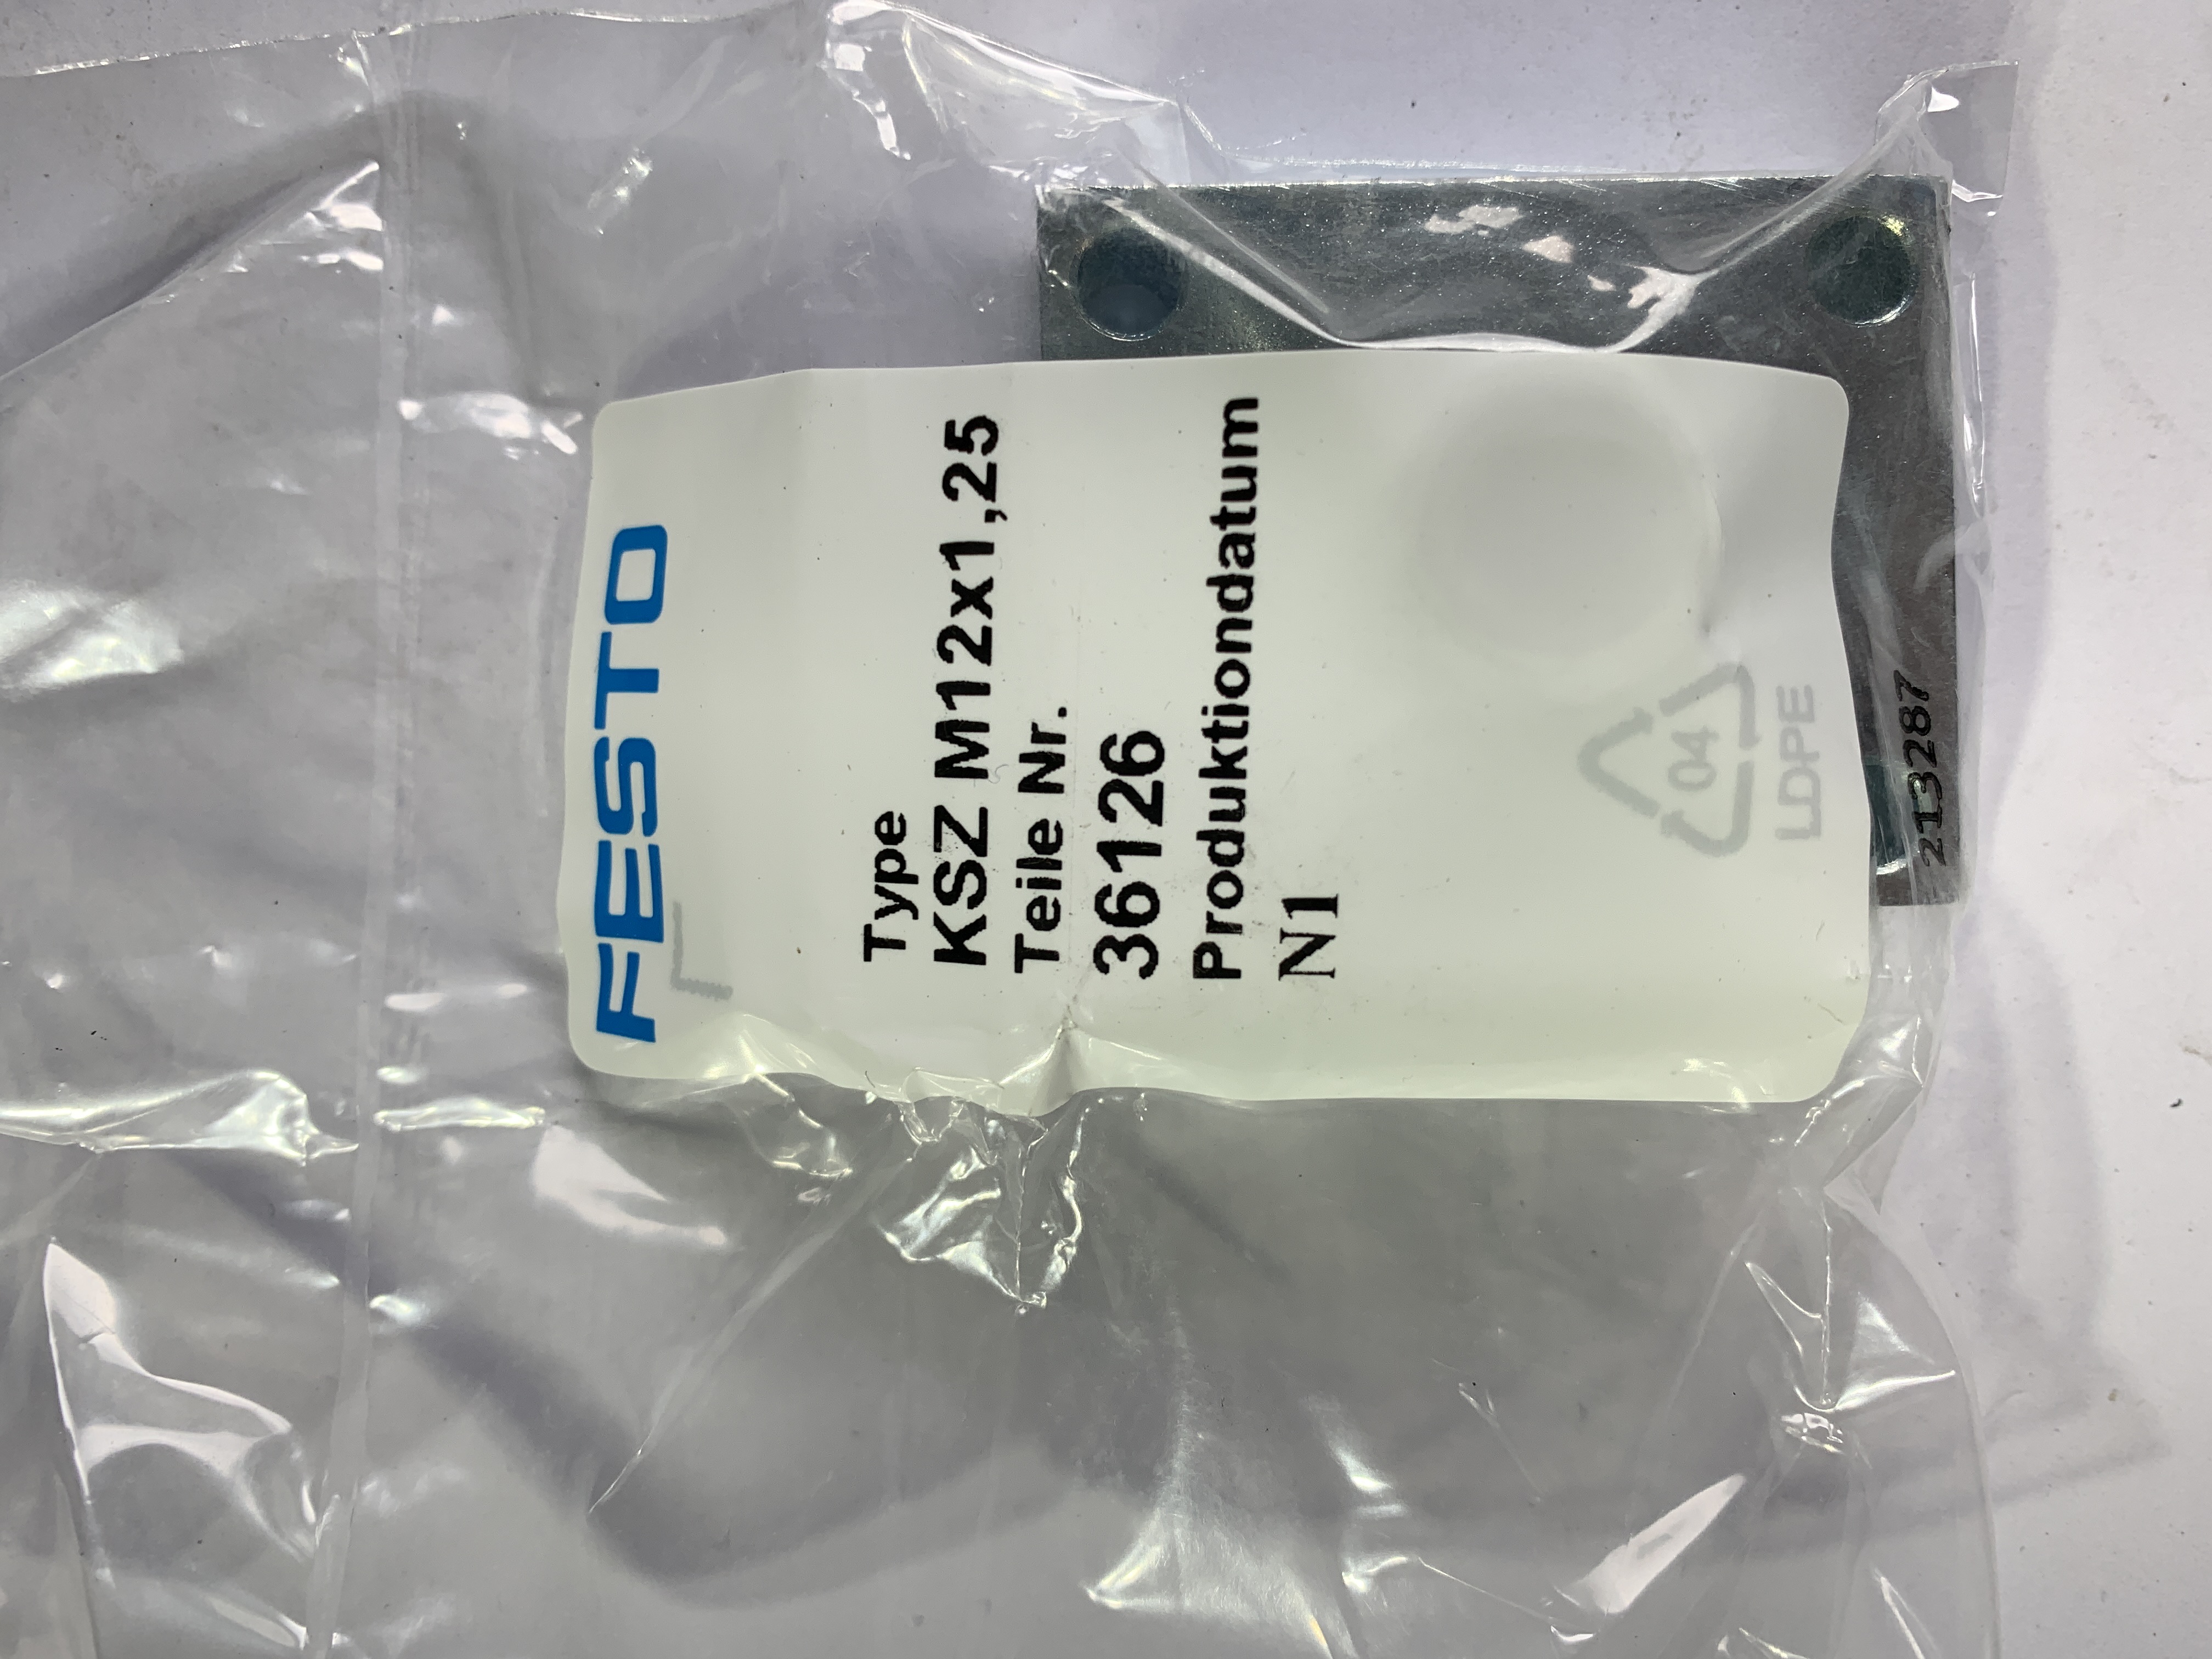 FESTO
Type
KSZ M12x1,25
Teile Nr.
36126
Produktiondatum
N1
04
LDPE
213287